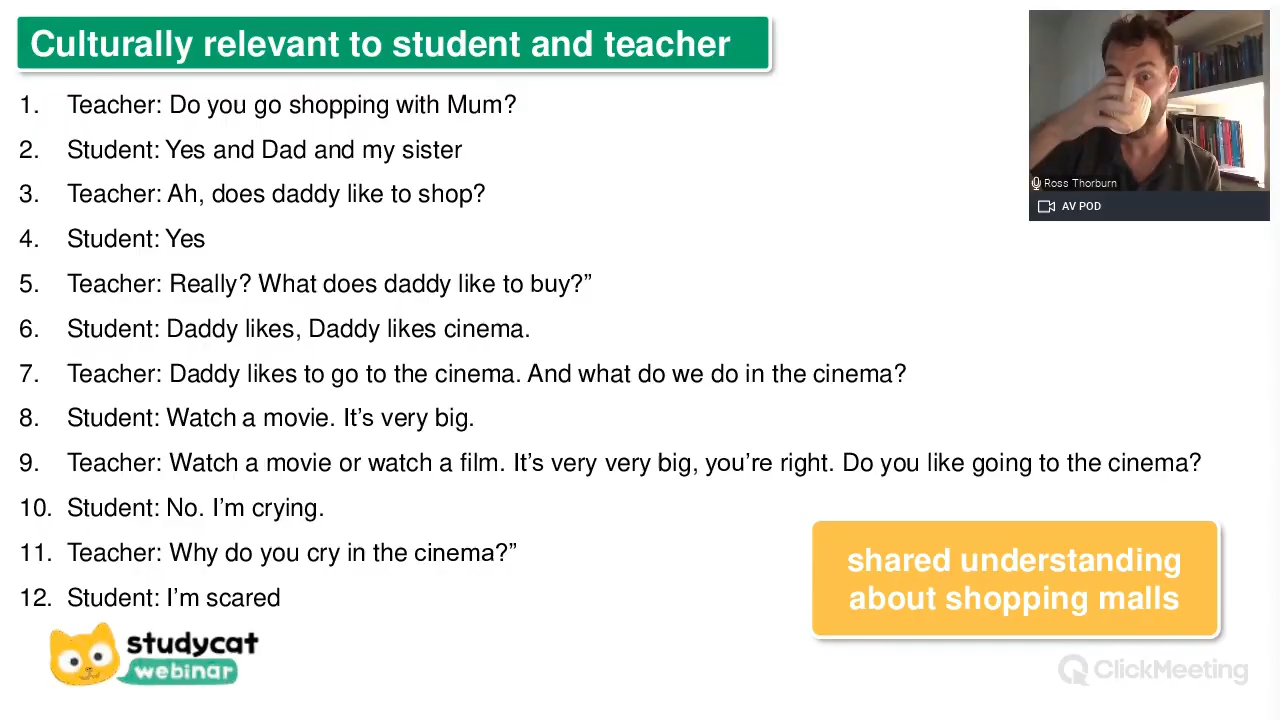 Culturally relevant to student and teacher
1. Teacher: Do you go shopping with Mum?
2. Student: Yes and Dad and my sister
3. Teacher: Ah, does daddy like to shop?
4. Student: Yes
5. Teacher: Really? What does daddy like to buy?”
6. Student: Daddy likes, Daddy likes cinema.
7. Teacher: Daddy likes to go to the cinema. And what do we do in the cinema?
8. Student: Watch a movie. It’s very big.
9. Teacher: Watch a movie or watch a film. It’s very very big, you’re right. Do you like going to the cinema?
10. Student: No. I’m crying.
11. Teacher: Why do you cry in the cinema?”
12. Student: I’m scared
shared understanding
about shopping malls
studycat
webinar
Ross Thorburn
AV POD
ClickMeeting